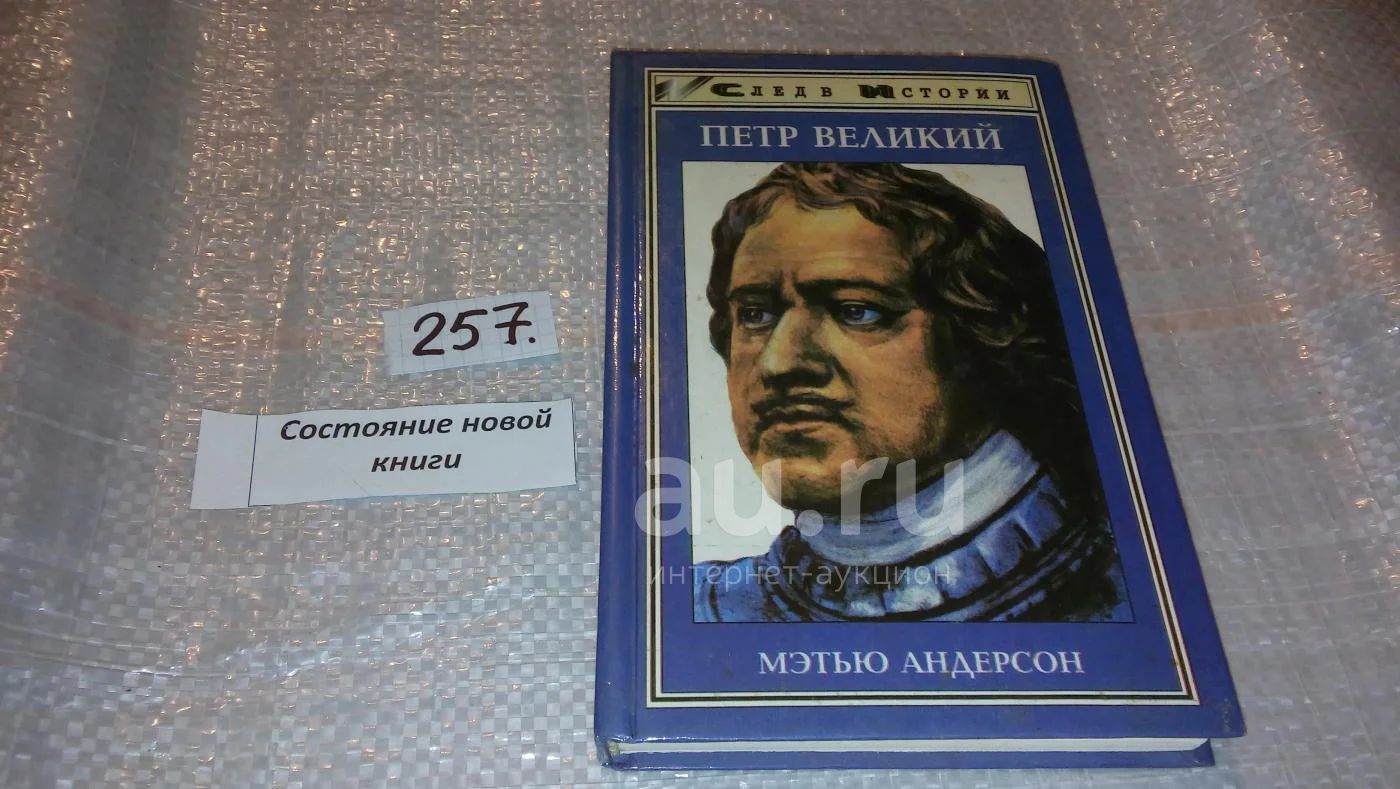 След в Истории
ПЕТР ВЕЛИКИЙ
257.
Состояние новой
книги
au.ru
интернет-аукцион
МЭТЬЮ АНДЕРСОН